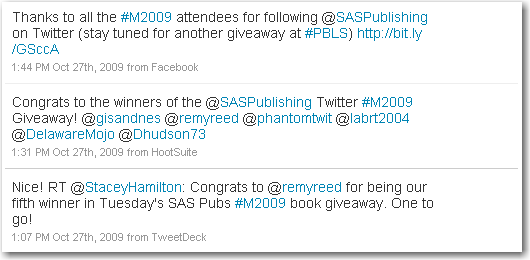 Thanks to all the #M2009 attendees for following @SASPublishing
on Twitter (stay tuned for another giveaway at #PBLS) http://bit.ly
/GSccA
1:44 PM Oct 27th, 2009 from Facebook
Congrats to the winners of the @SASPublishing Twitter #M2009
Giveaway! @gisandnes @remyreed @phantomtwit @labrt2004
@DelawareMojo @Dhudson73
1:31 PM Oct 27th, 2009 from HootSuite
Nice! RT @StaceyHamilton: Congrats to @remyreed for being our
fifth winner in Tuesday's SAS Pubs #M2009 book giveaway. One to
go!
1:07 PM Oct 27th, 2009 from TweetDeck